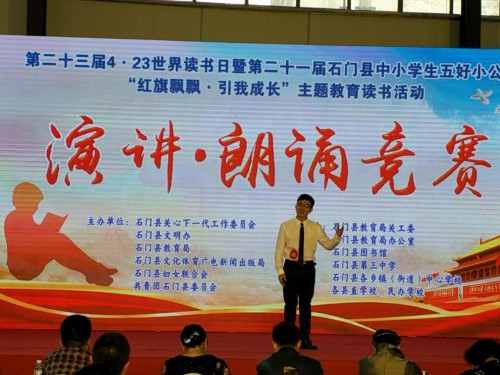 第二十三届4·23世界读书日暨第二十一届石门县中小学生五好小公
“红旗飘飘·引我成长”主题教育读书活动
演讲·朗诵竞赛
主办单位：石门县关心下一代工作委员会
石门县文明办
石门县教育局
石门县文化体育广电新闻出版局
石门县妇女联合会
共青团石门县委员会
石门县教育局关工委
石门县教育局办公室
石门县图书馆
石门县第三中学
石门县各乡镇（街道）中心学校
各县直学校、民办学校